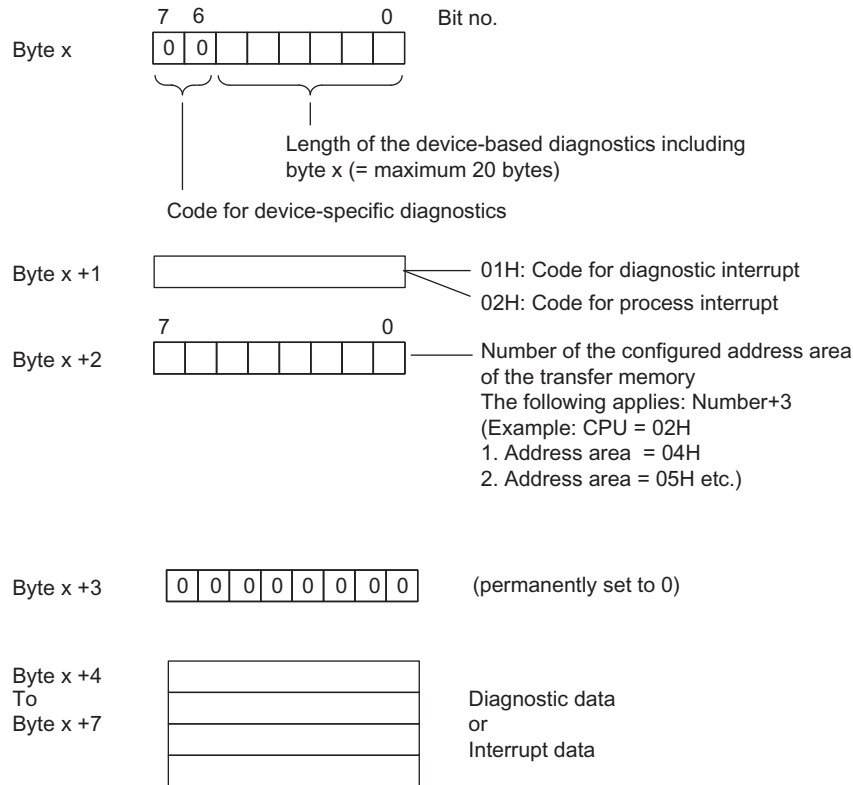 7 6 0 Bit no.
Byte x 0 0
Length of the device-based diagnostics including
byte x (= maximum 20 bytes)
Code for device-specific diagnostics
Byte x +1
01H: Code for diagnostic interrupt
02H: Code for process interrupt
7 0
Byte x +2
Number of the configured address area
of the transfer memory
The following applies: Number+3
(Example: CPU = 02H
1. Address area = 04H
2. Address area = 05H etc.)
Byte x +3 0 0 0 0 0 0 0 0 (permanently set to 0)
Byte x +4
To
Byte x +7
Diagnostic data
or
Interrupt data